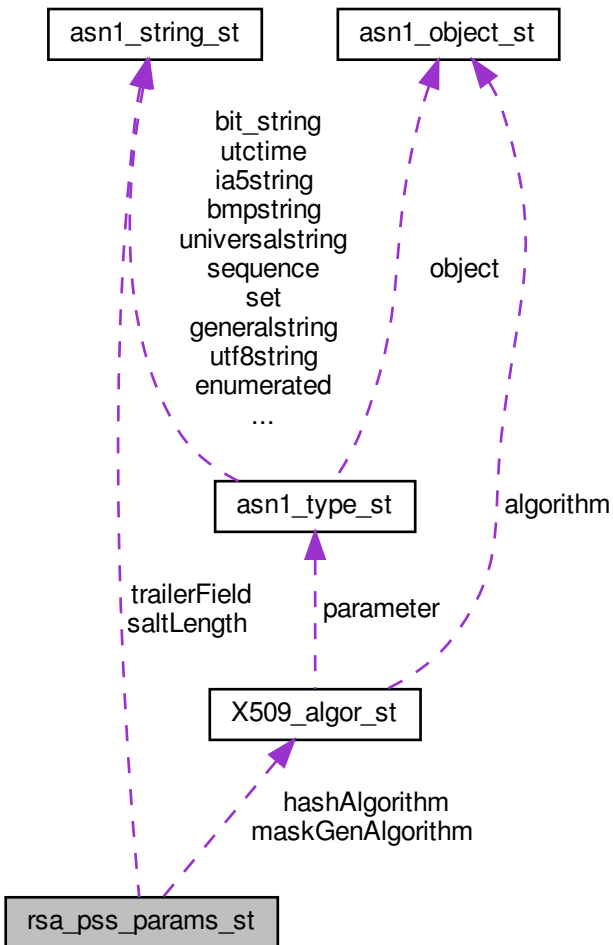 asn1_string_st
asn1_object_st
bit_string
utctime
ia5string
bmpstring
universalstring
sequence
set
generalstring
utf8string
enumerated
...
object
asn1_type_st
algorithm
trailerField
saltLength
parameter
X509_algor_st
hashAlgorithm
maskGenAlgorithm
rsa_pss_params_st